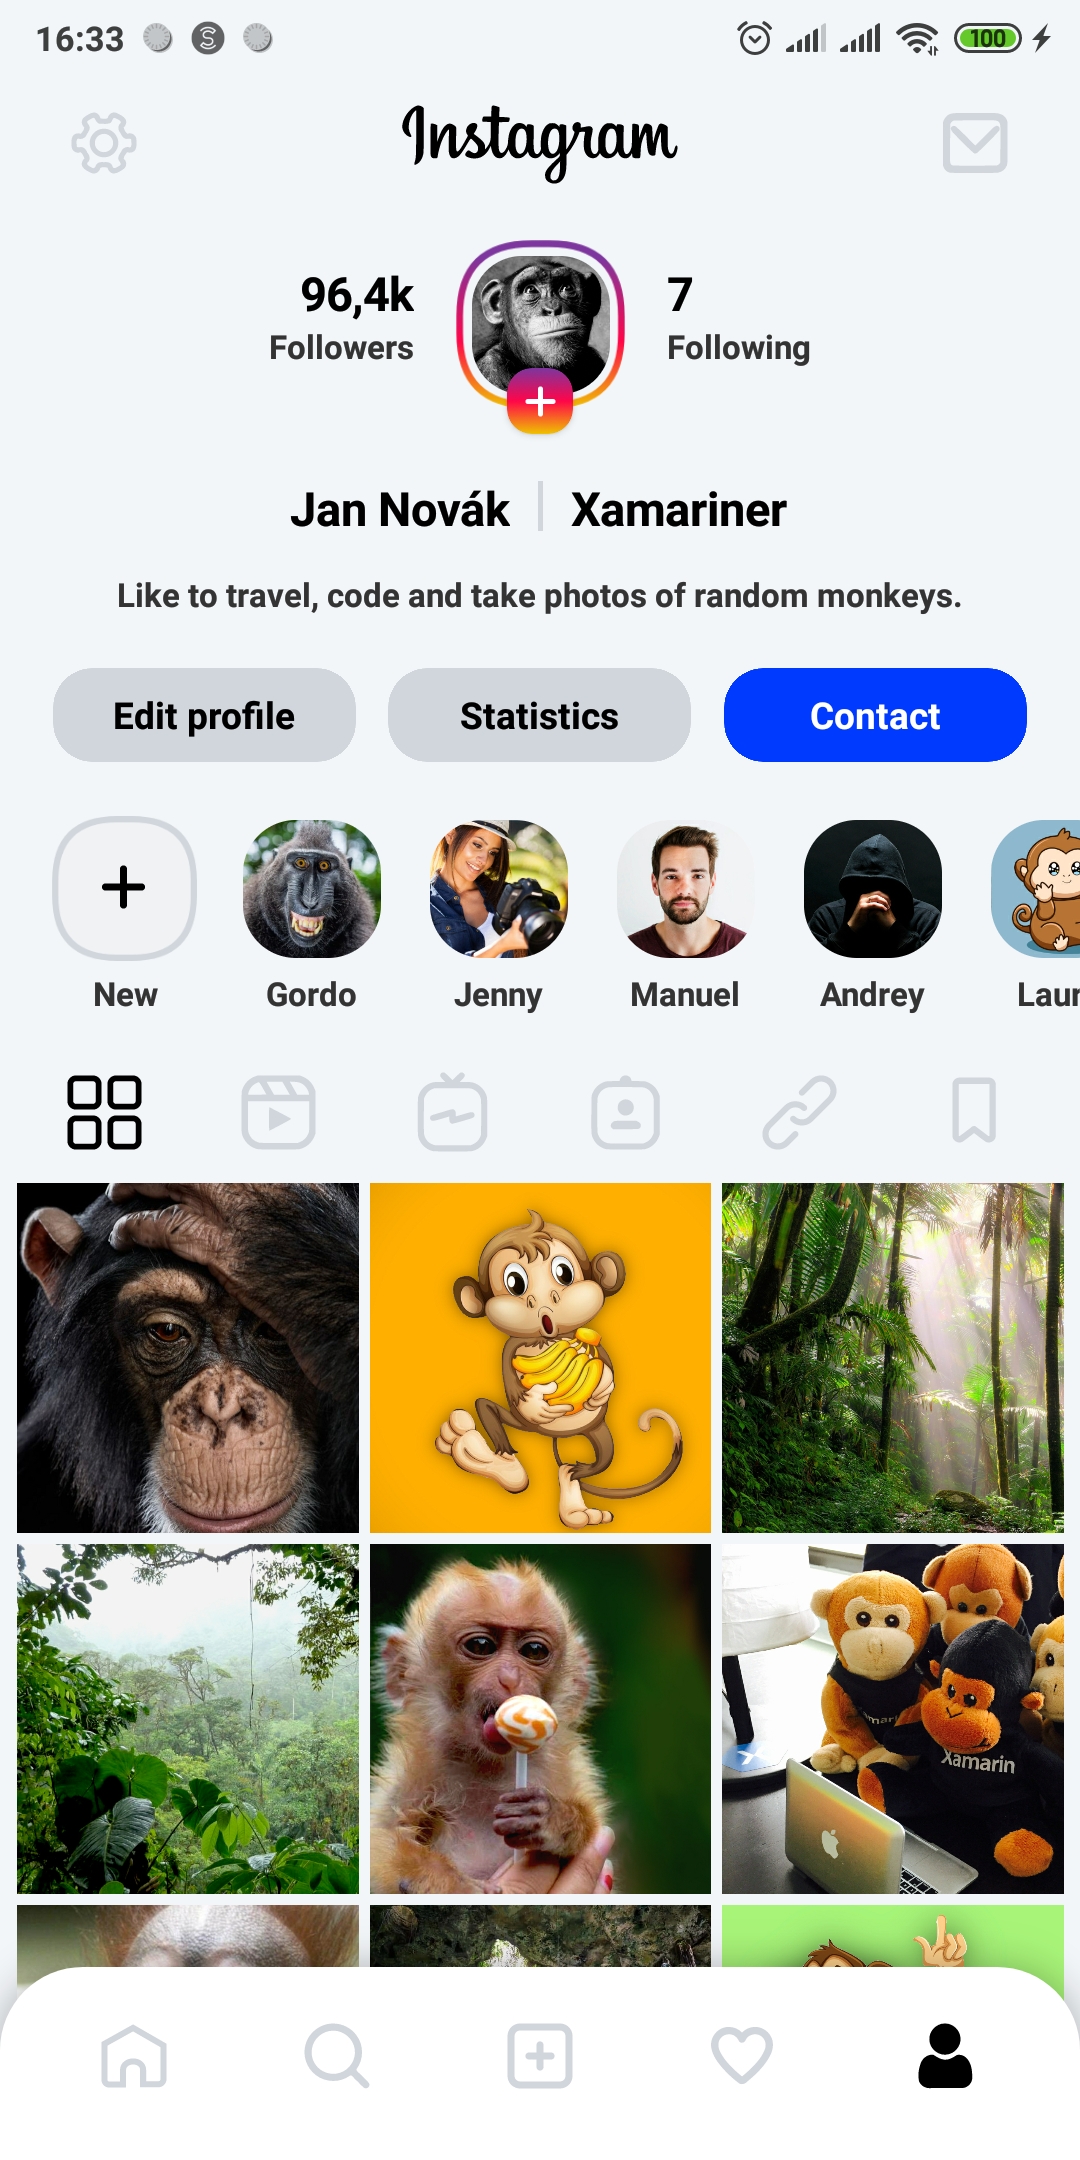 16:33
100
Instagram
96,4k
Followers
7
Following
Jan Novák
Xamariner
Like to travel, code and take photos of random monkeys.
Edit profile
Statistics
Contact
New
Gordo
Jenny
Manuel
Andrey
Laur
Xamarin